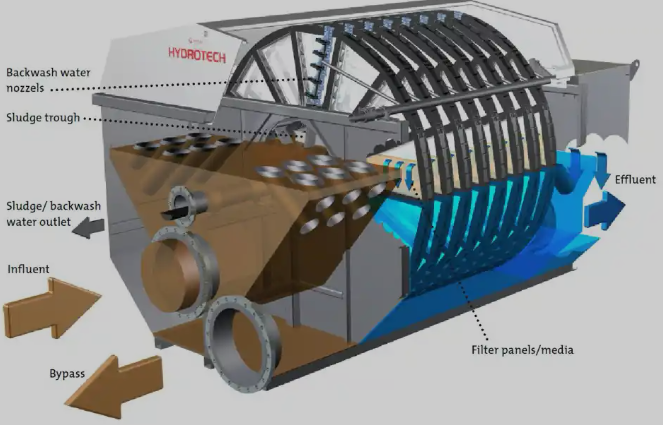 HYDROTECH
Backwash water
nozzels
Sludge trough
Sludge/ backwash
water outlet
Effluent
Influent
Filter panels/media
Bypass